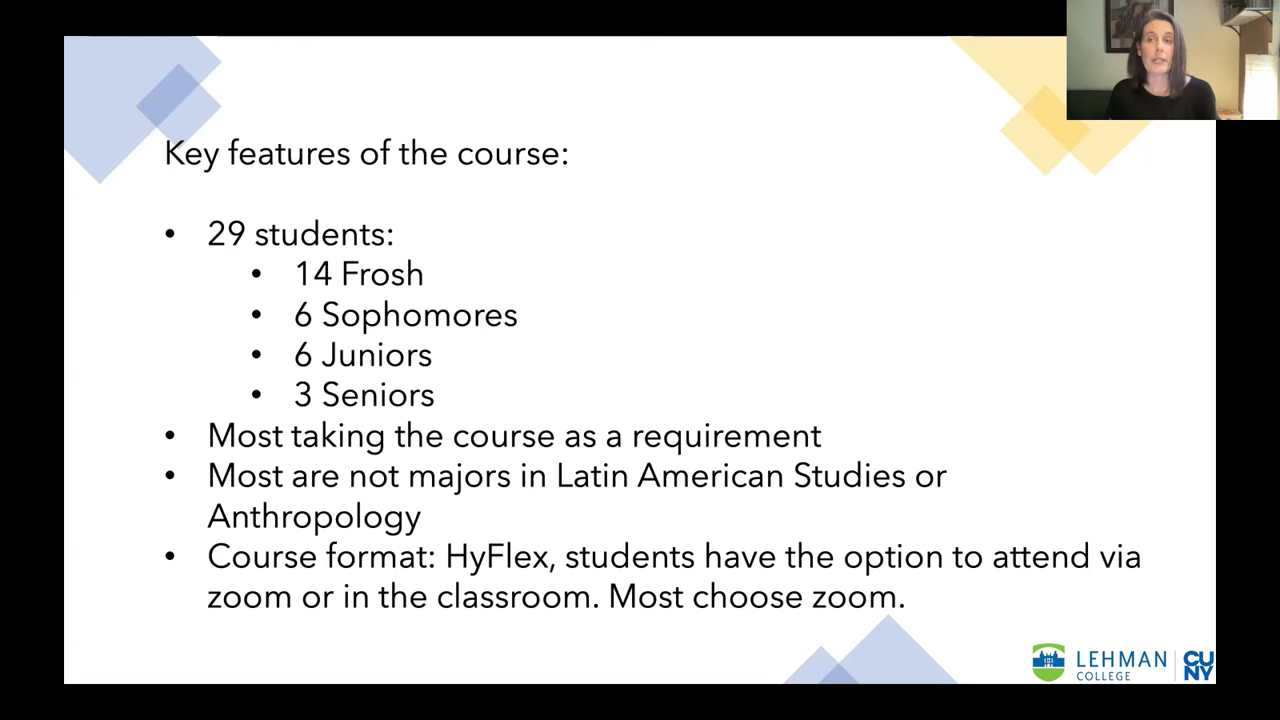 Key features of the course:
• 29 students:
• 14 Frosh
• 6 Sophomores
• 6 Juniors
• 3 Seniors
• Most taking the course as a requirement
• Most are not majors in Latin American Studies or
Anthropology
• Course format: HyFlex, students have the option to attend via
zoom or in the classroom. Most choose zoom.
LEHMAN
COLLEGE
CU
NY